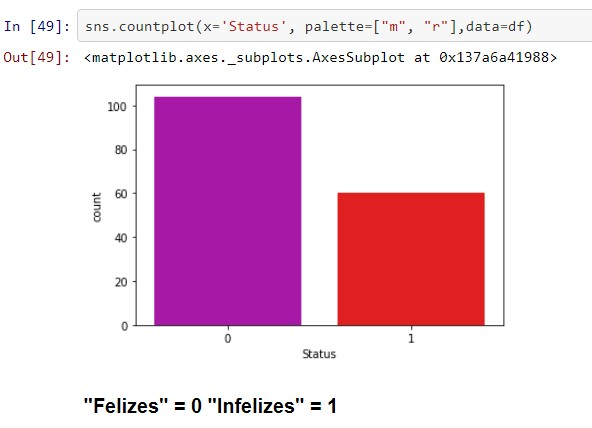 In [49]: sns.countplot(x='Status', palette=["m", "r"],data=df)
Out[49]: <matplotlib.axes._subplots.AxesSubplot at 0x137a6a41988>
100
80
60
40
20
0
count
0 1
Status
"Felizes" = 0 "Infelizes" = 1